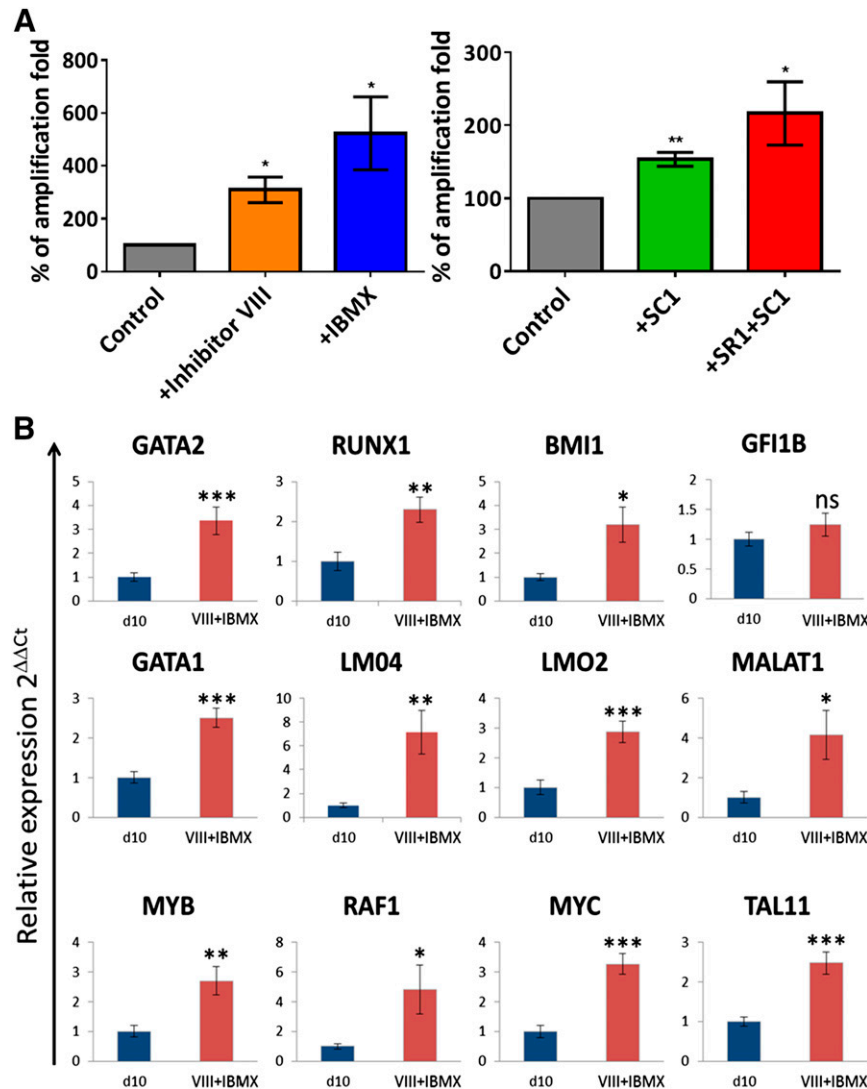 A
% of amplification fold
800
600
400
200
0
*
*
Control
+Inhibitor VIII
+IBMX
% of amplification fold
300
200
100
0
**
*
Control
+SC1
+SR1+SC1
B
Relative expression 2^ΔΔCt
GATA2
5
4
3
2
1
0
***
d10 VIII+IBMX
RUNX1
3
2
1
0
**
d10 VIII+IBMX
BMI1
5
4
3
2
1
0
*
d10 VIII+IBMX
GFI1B
2
1.5
1
0.5
0
ns
d10 VIII+IBMX
GATA1
3
2
1
0
***
d10 VIII+IBMX
LM04
10
8
6
4
2
0
**
d10 VIII+IBMX
LMO2
4
3
2
1
0
***
d10 VIII+IBMX
MALAT1
6
4
2
0
*
d10 VIII+IBMX
MYB
4
3
2
1
0
**
d10 VIII+IBMX
RAF1
8
6
4
2
0
*
d10 VIII+IBMX
MYC
4
3
2
1
0
***
d10 VIII+IBMX
TAL11
3
2
1
0
***
d10 VIII+IBMX